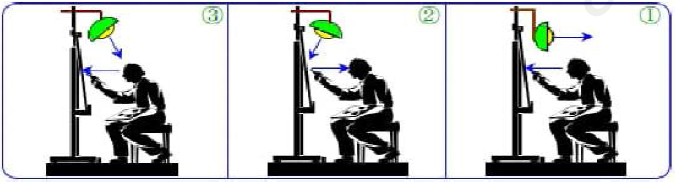 ③ ② ①